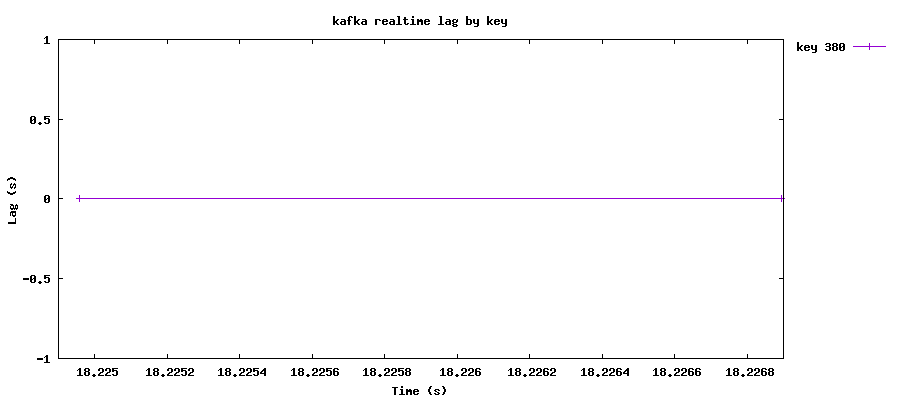 kafka realtime lag by key
key 380
1
0.5
0
-0.5
-1
Lag (s)
18.225 18.2252 18.2254 18.2256 18.2258 18.226 18.2262 18.2264 18.2266 18.2268
Time (s)